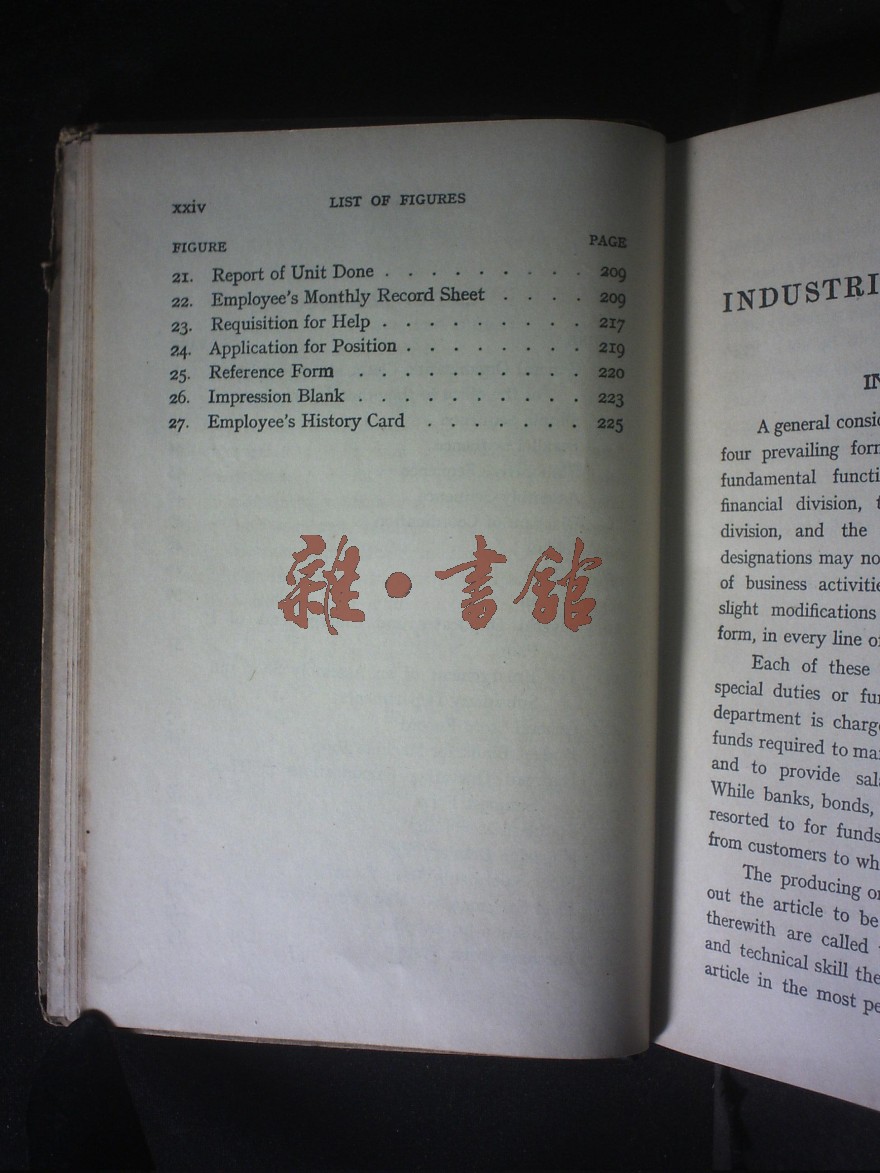 xxiv LIST OF FIGURES
FIGURE PAGE
21. Report of Unit Done . . . . . . . . . 209
22. Employee's Monthly Record Sheet . . . . 209
23. Requisition for Help . . . . . . . . . 217
24. Application for Position . . . . . . . . 219
25. Reference Form . . . . . . . . . . 220
26. Impression Blank . . . . . . . . . . 223
27. Employee's History Card . . . . . . . 225
雜·書館
INDUSTRI
IN
A general consi
four prevailing for
fundamental functi
financial division,
division, and the
designations may no
of business activiti
slight modifications
form, in every line o
Each of these
special duties or fu
department is charg
funds required to ma
and to provide sal
While banks, bonds,
resorted to for funds
from customers to wh
The producing o
out the article to be
therewith are called
and technical skill the
article in the most pe